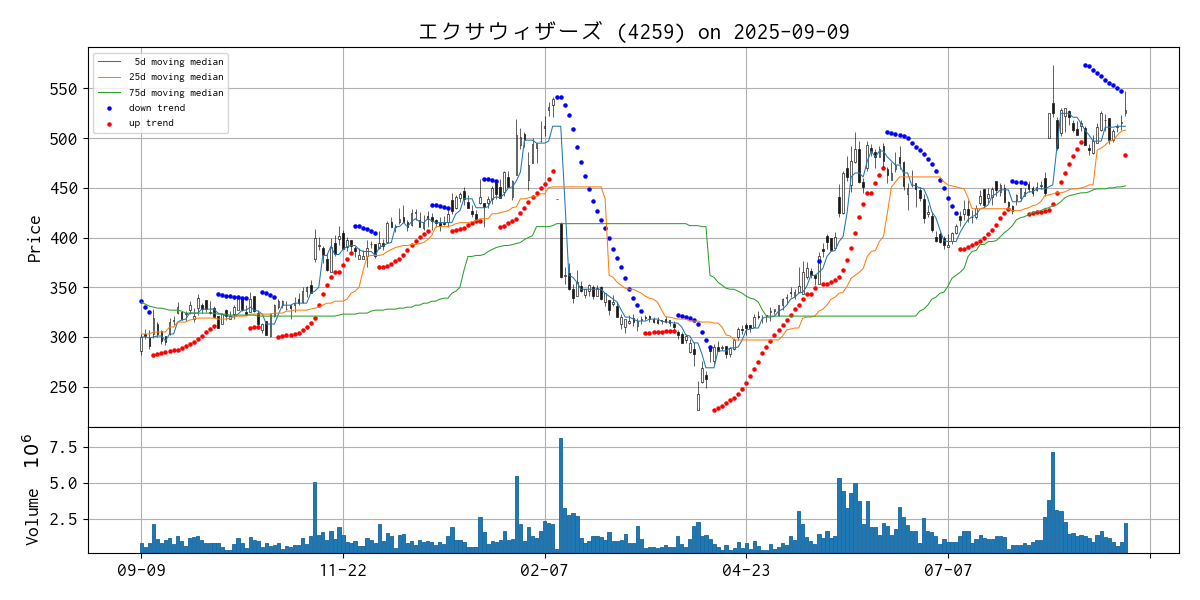 エクサウィザーズ (4259) on 2025-09-09
5d moving median
25d moving median
75d moving median
down trend
up trend
Price
550
500
450
400
350
300
250
Volume 10^6
7.5
5.0
2.5
09-09
11-22
02-07
04-23
07-07